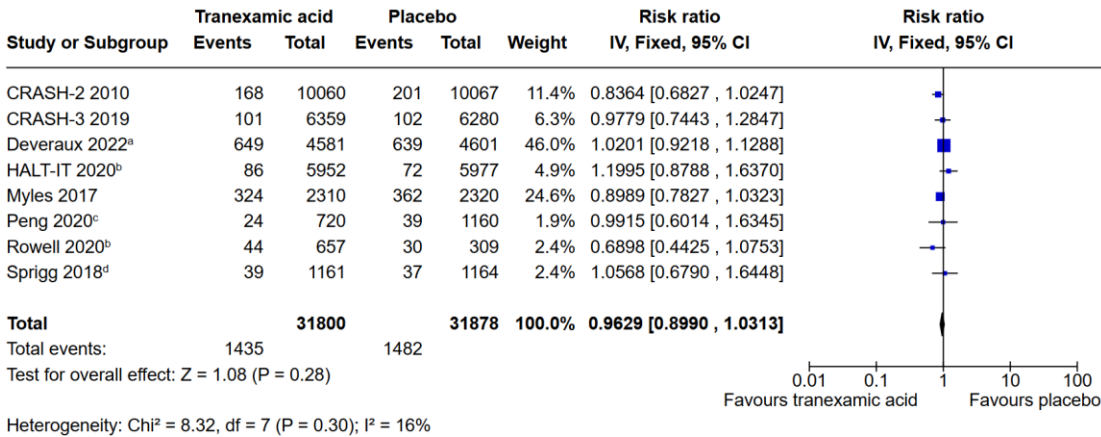 Tranexamic acid Placebo Risk ratio Risk ratio
Study or Subgroup Events Total Events Total Weight IV, Fixed, 95% CI IV, Fixed, 95% CI
CRASH-2 2010 168 10060 201 10067 11.4% 0.8364 [0.6827 , 1.0247]
CRASH-3 2019 101 6359 102 6280 6.3% 0.9779 [0.7443 , 1.2847]
Deveraux 2022ᵃ 649 4581 639 4601 46.0% 1.0201 [0.9218 , 1.1288]
HALT-IT 2020ᵇ 86 5952 72 5977 4.9% 1.1995 [0.8788 , 1.6370]
Myles 2017 324 2310 362 2320 24.6% 0.8989 [0.7827 , 1.0323]
Peng 2020ᶜ 24 720 39 1160 1.9% 0.9915 [0.6014 , 1.6345]
Rowell 2020ᵇ 44 657 30 309 2.4% 0.6898 [0.4425 , 1.0753]
Sprigg 2018ᵈ 39 1161 37 1164 2.4% 1.0568 [0.6790 , 1.6448]
Total 31800 31878 100.0% 0.9629 [0.8990 , 1.0313]
Total events: 1435 1482
Test for overall effect: Z = 1.08 (P = 0.28)
0.01 0.1 1 10 100
Favours tranexamic acid Favours placebo
Heterogeneity: Chi² = 8.32, df = 7 (P = 0.30); I² = 16%